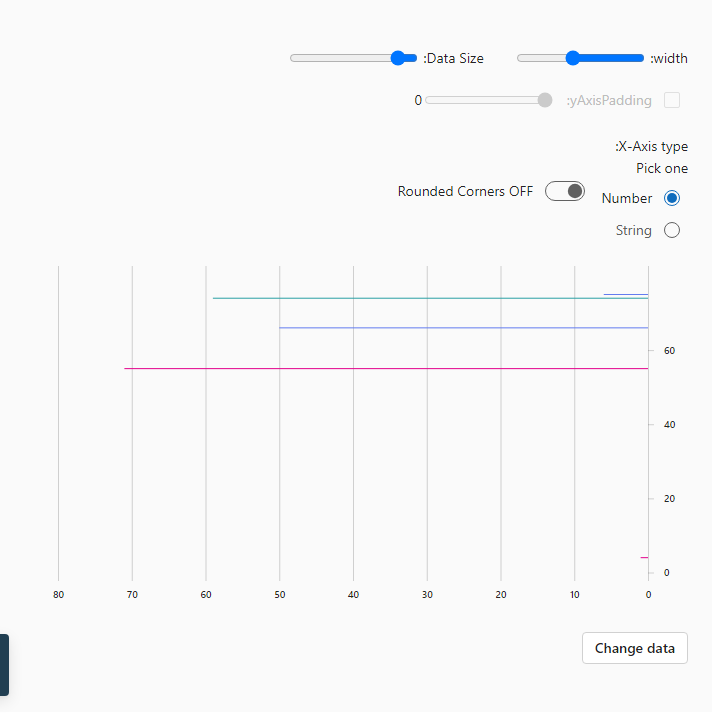 :width
:Data Size
:yAxisPadding
0
:X-Axis type
Pick one
Number
Rounded Corners OFF
String
60
40
20
0
80 70 60 50 40 30 20 10 0
Change data